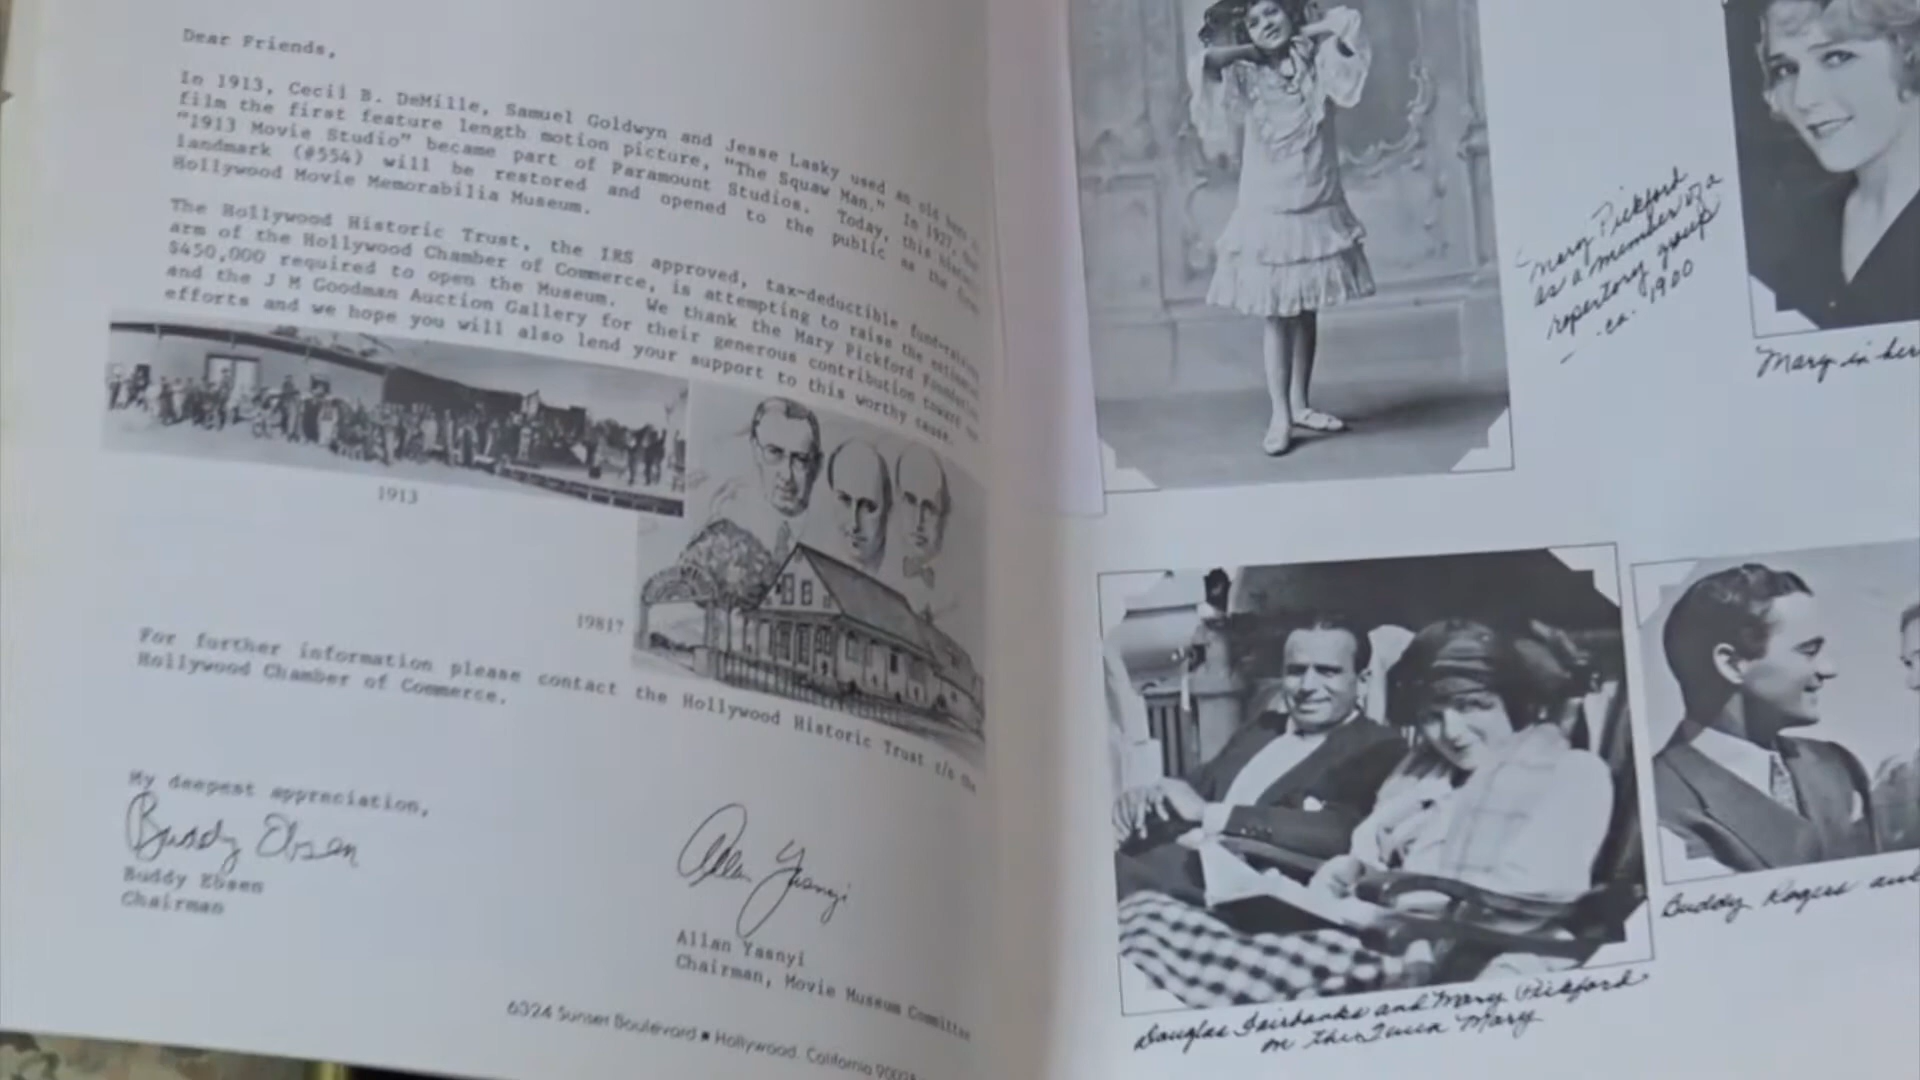 Dear Friends,
In 1913, Cecil B. DeMille, Samuel Goldwyn and Jesse Lasky used an old barn
film the first feature length motion picture, "The Squaw Man." In 1927, the
"1913 Movie Studio" became part of Paramount Studios. Today, this
landmark (#554) will be restored and opened to the public as the first
Hollywood Movie Memorabilia Museum.
The Hollywood Historic Trust, the IRS approved, tax-deductible fund-raising
arm of the Hollywood Chamber of Commerce, is attempting to raise the estimated
$450,000 required to open the Museum. We thank the Mary Pickford Foundation
and the J M Goodman Auction Gallery for their generous contribution toward
efforts and we hope you will also lend your support to this worthy cause.
1913
1981?
For further information please contact the Hollywood Historic Trust c/o the
Hollywood Chamber of Commerce.
My deepest appreciation,
Buddy Ebsen
Buddy Ebsen
Chairman
Allan Yasnyi
Allan Yasnyi
Chairman, Movie Museum Committee
6324 Sunset Boulevard ■ Hollywood, California
Mary Pickford
as a member of a
repertory group
- ca. 1900
Mary in her
Douglas Fairbanks and Mary Pickford
on the Queen Mary
Buddy Rogers and